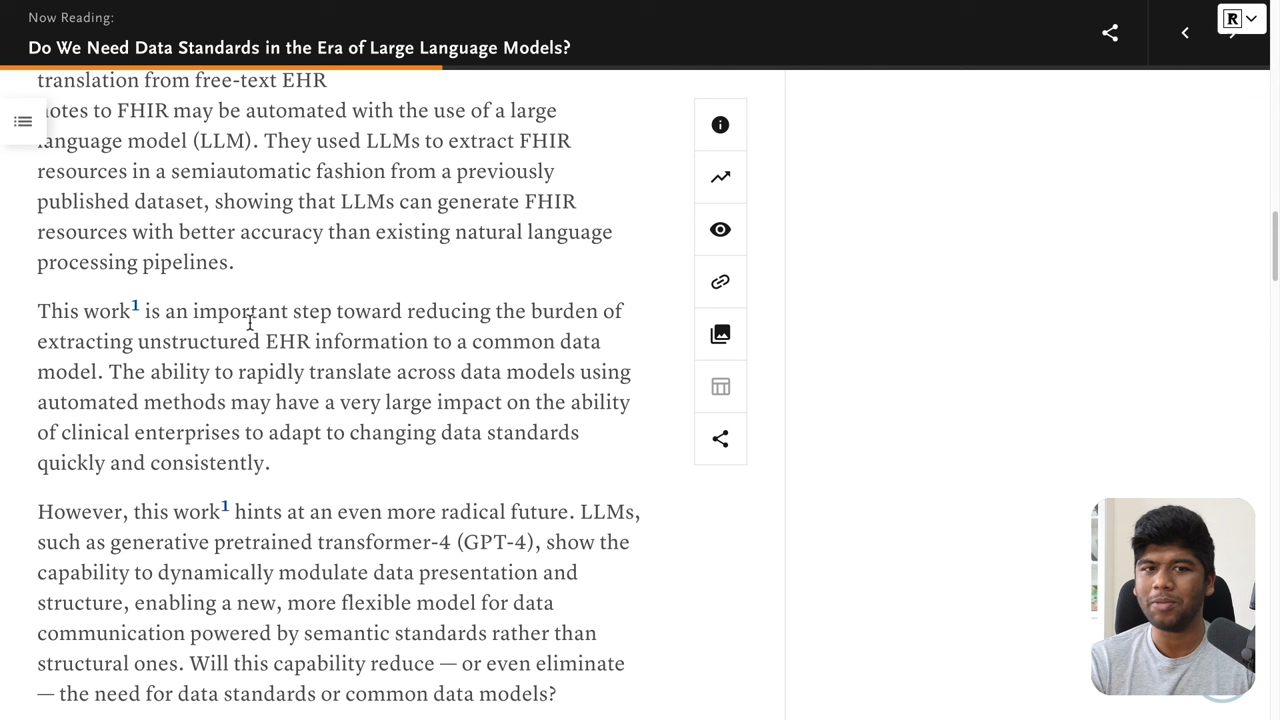 Now Reading:
Do We Need Data Standards in the Era of Large Language Models?
R
translation from free-text EHR
notes to FHIR may be automated with the use of a large
language model (LLM). They used LLMs to extract FHIR
resources in a semiautomatic fashion from a previously
published dataset, showing that LLMs can generate FHIR
resources with better accuracy than existing natural language
processing pipelines.
This work1 is an important step toward reducing the burden of
extracting unstructured EHR information to a common data
model. The ability to rapidly translate across data models using
automated methods may have a very large impact on the ability
of clinical enterprises to adapt to changing data standards
quickly and consistently.
However, this work1 hints at an even more radical future. LLMs,
such as generative pretrained transformer-4 (GPT-4), show the
capability to dynamically modulate data presentation and
structure, enabling a new, more flexible model for data
communication powered by semantic standards rather than
structural ones. Will this capability reduce — or even eliminate
— the need for data standards or common data models?